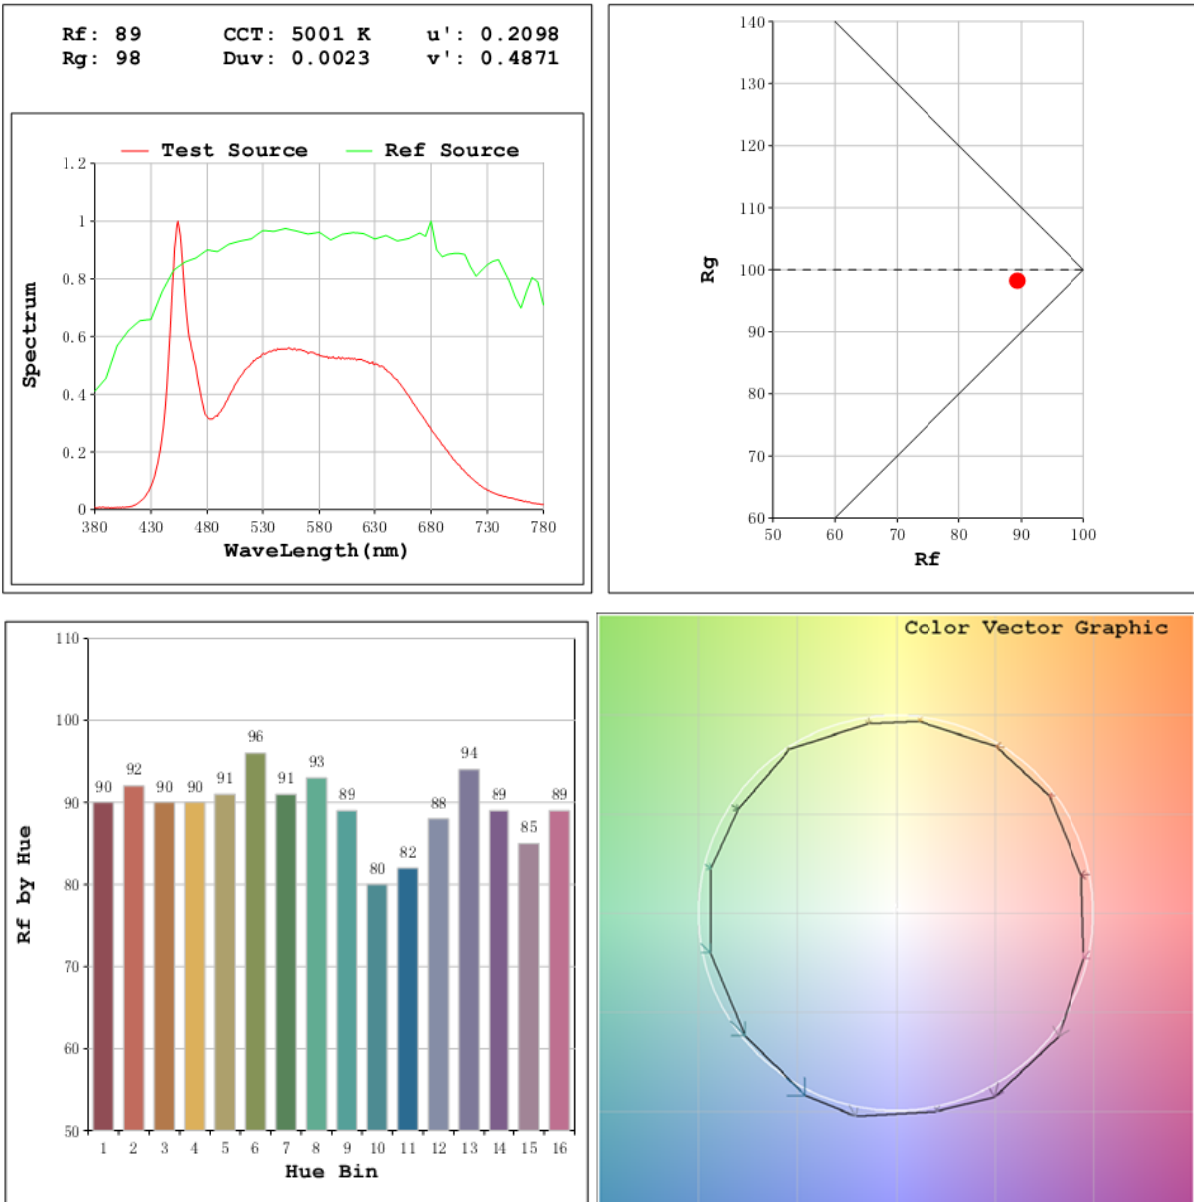 Rf: 89 CCT: 5001 K u': 0.2098
Rg: 98 Duv: 0.0023 v': 0.4871
Test Source Ref Source
1.2
1
0.8
0.6
0.4
0.2
0
Spectrum
380 430 480 530 580 630 680 730 780
WaveLength(nm)
140
130
120
110
100
90
80
70
60
Rg
50 60 70 80 90 100
Rf
110
100
90
80
70
60
50
Rf by Hue
90 92 90 90 91 96 91 93 89 80 82 88 94 89 85 89
1 2 3 4 5 6 7 8 9 10 11 12 13 14 15 16
Hue Bin
Color Vector Graphic